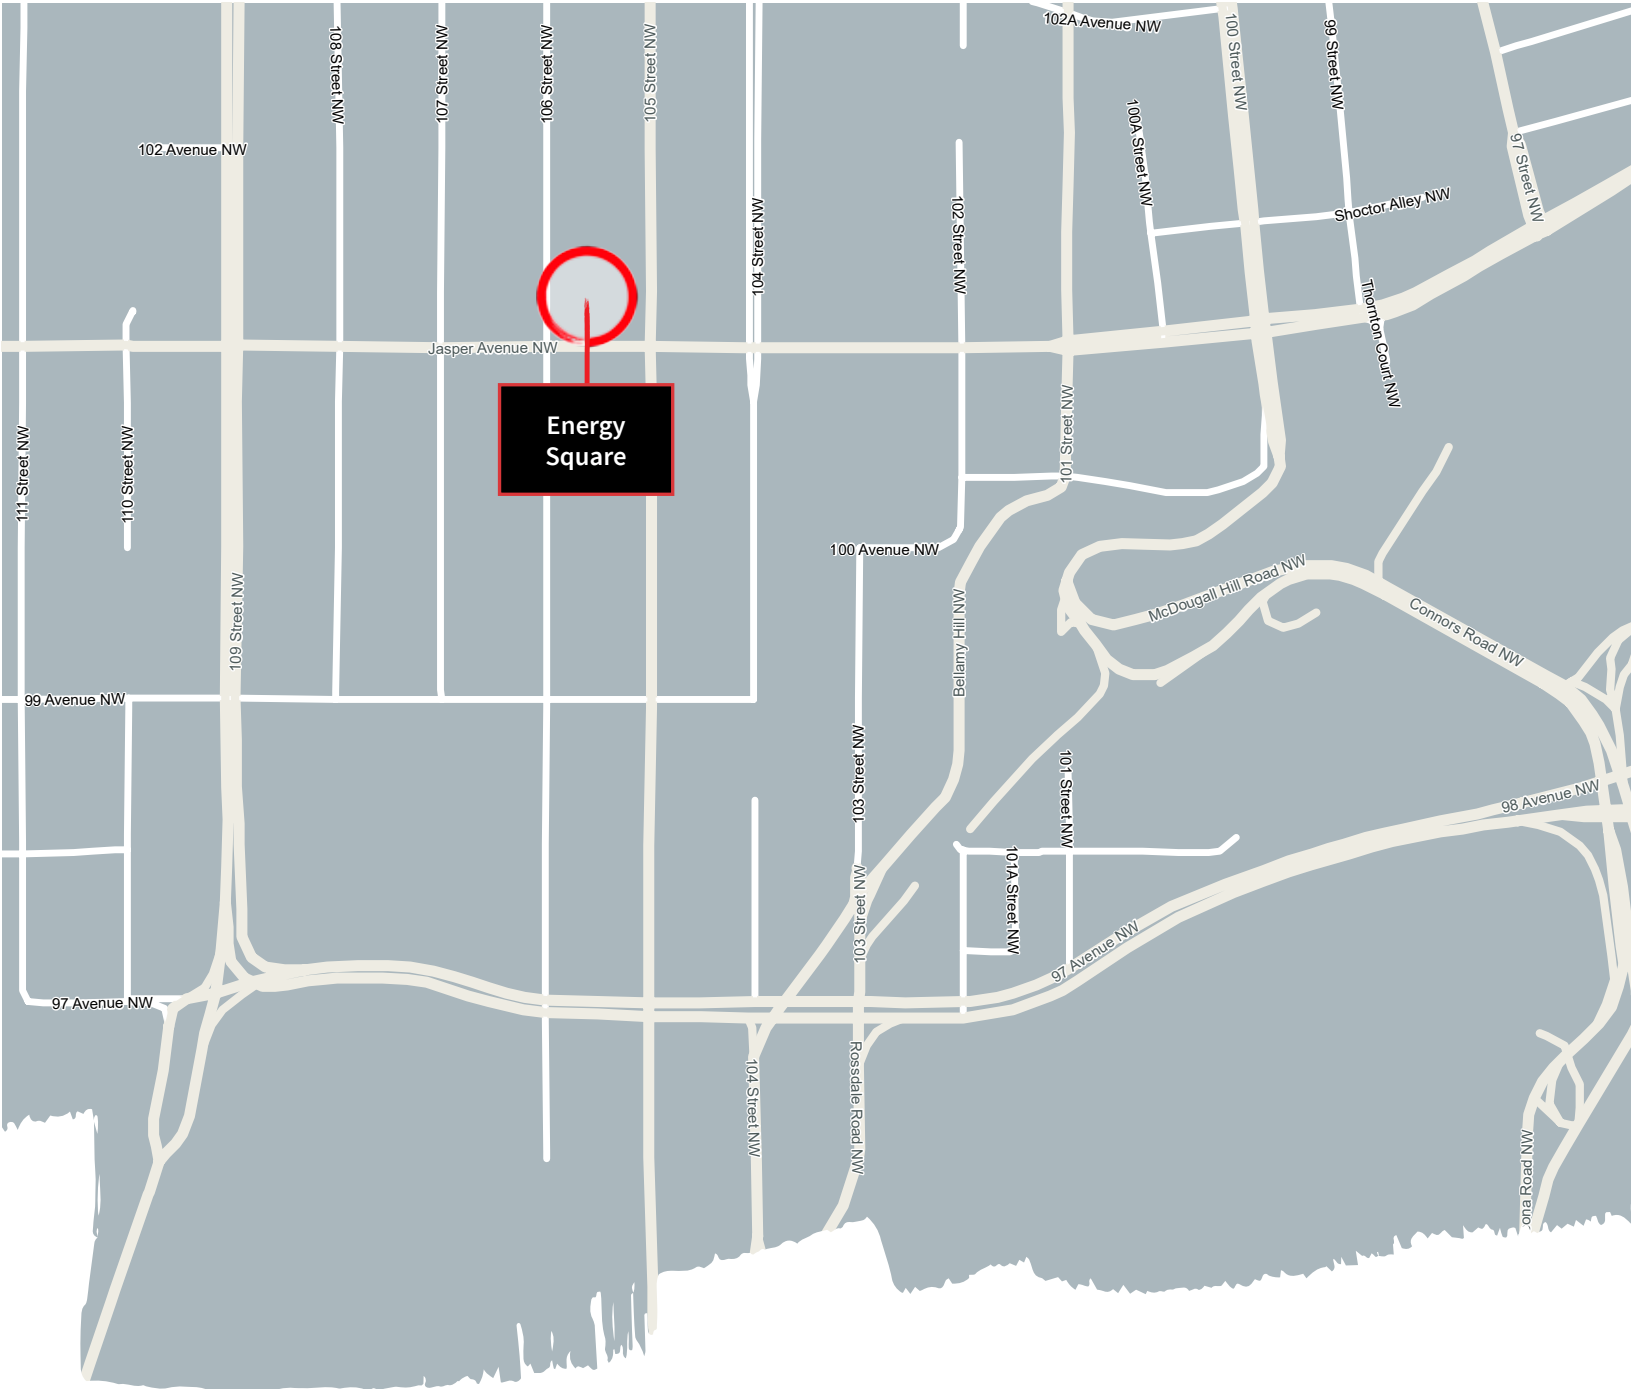 102A Avenue NW
100 Street NW
99 Street NW
108 Street NW
107 Street NW
106 Street NW
105 Street NW
100A Street NW
97 Street NW
102 Avenue NW
104 Street NW
102 Street NW
Shoctor Alley NW
Thornton Court NW
Jasper Avenue NW
Energy
Square
101 Street NW
111 Street NW
110 Street NW
100 Avenue NW
109 Street NW
Bellamy Hill NW
McDougall Hill Road NW
Connors Road NW
99 Avenue NW
103 Street NW
101 Street NW
98 Avenue NW
101A Street NW
103 Street NW
97 Avenue NW
97 Avenue NW
104 Street NW
Rossdale Road NW
ona Road NW